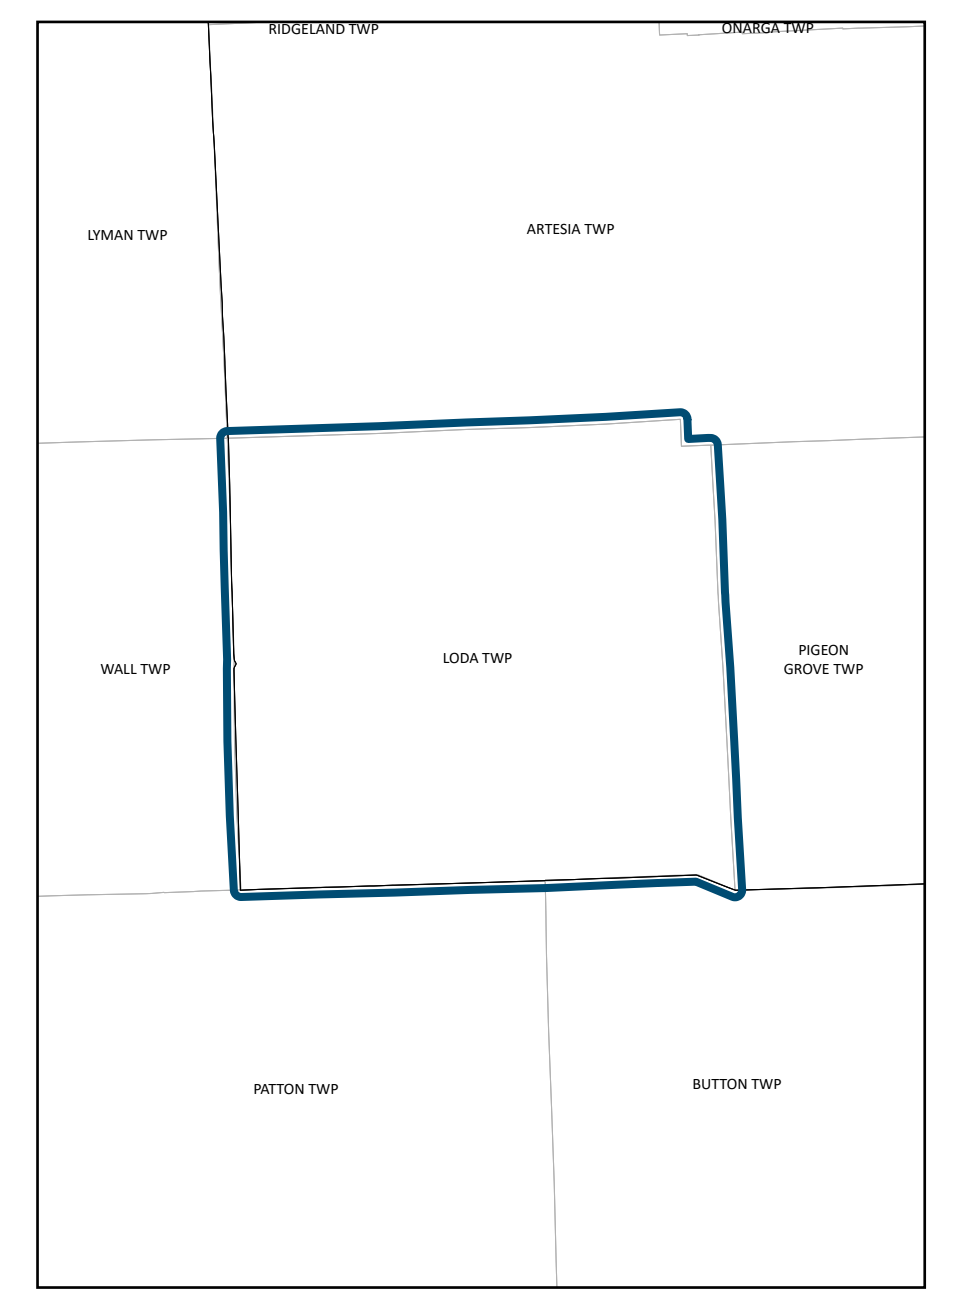 RIDGELAND TWP
ONARGA TWP
LYMAN TWP
ARTESIA TWP
WALL TWP
LODA TWP
PIGEON
GROVE TWP
PATTON TWP
BUTTON TWP